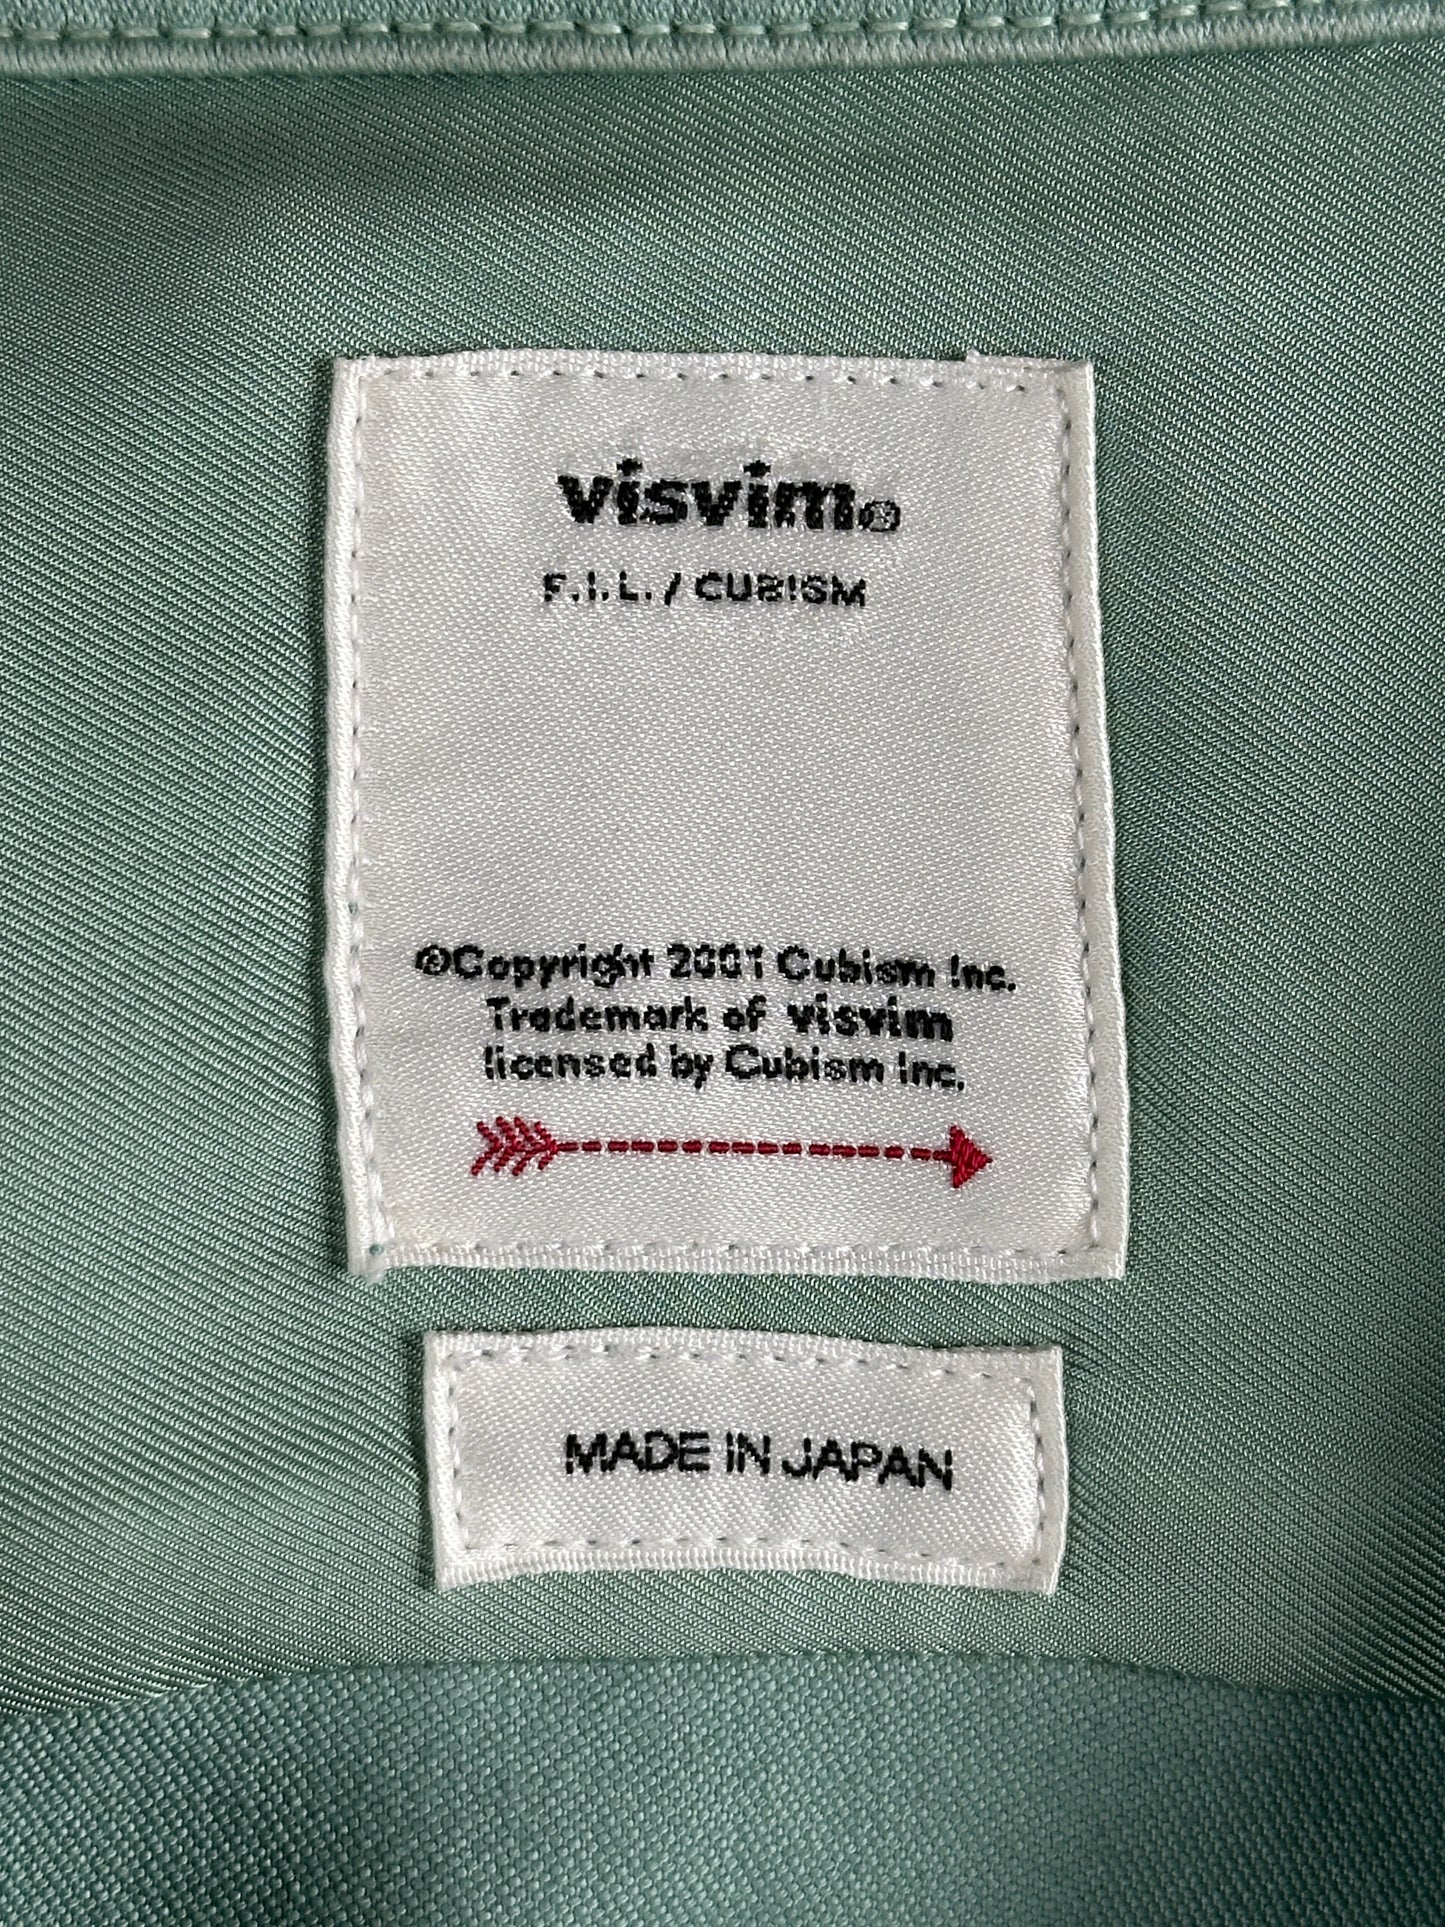 visvim®
F.I.L. / CUBISM
©Copyright 2001 Cubism Inc.
Trademark of visvim
licensed by Cubism Inc.
MADE IN JAPAN